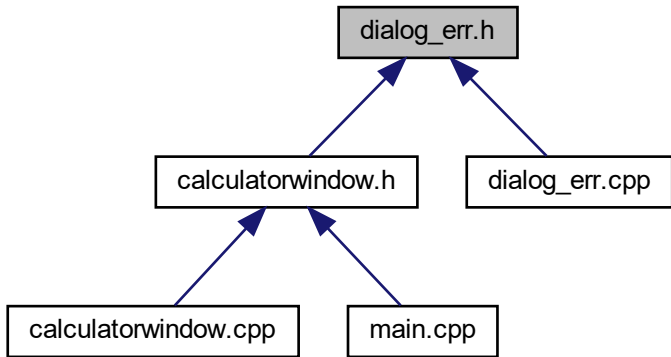 dialog_err.h
calculatorwindow.h
dialog_err.cpp
calculatorwindow.cpp
main.cpp